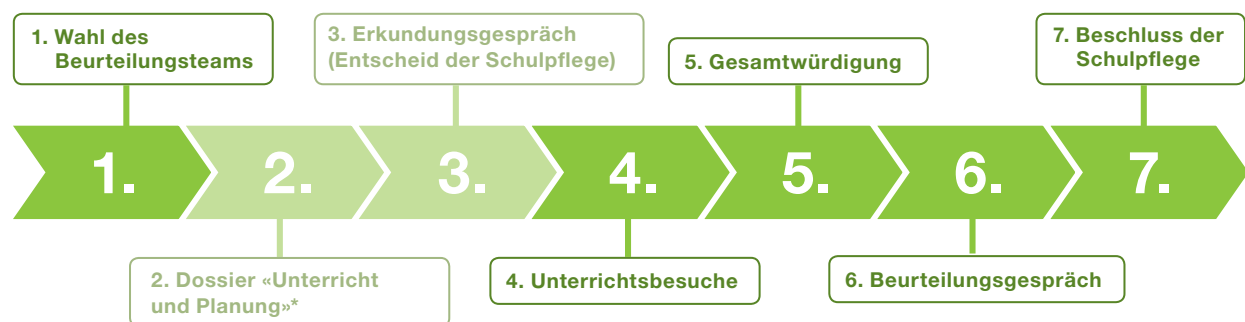 1. Wahl des
Beurteilungsteams
3. Erkundungsgespräch
(Entscheid der Schulpflege)
5. Gesamtwürdigung
7. Beschluss der
Schulpflege
1.
2.
3.
4.
5.
6.
7.
2. Dossier «Unterricht
und Planung»*
4. Unterrichtsbesuche
6. Beurteilungsgespräch